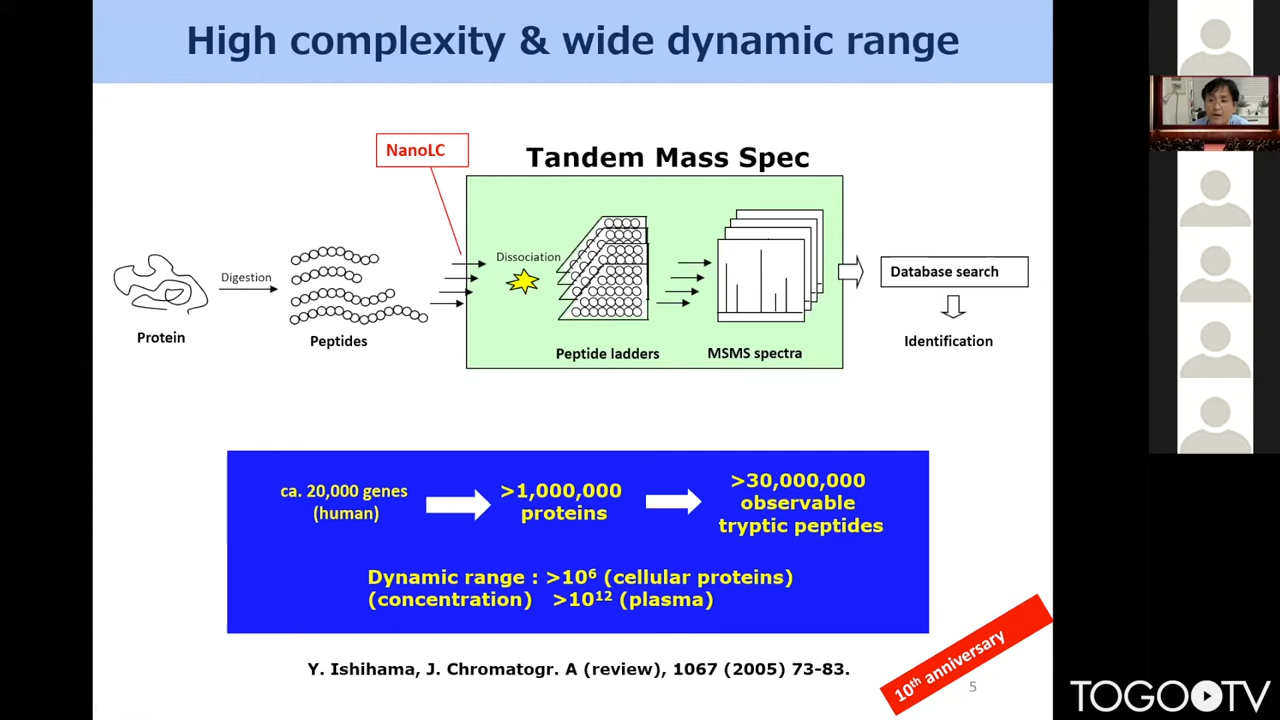 High complexity & wide dynamic range
NanoLC
Tandem Mass Spec
Digestion
Dissociation
Protein
Peptides
Peptide ladders
MSMS spectra
Database search
Identification
ca. 20,000 genes
(human)
>1,000,000
proteins
>30,000,000
observable
tryptic peptides
Dynamic range : >10⁶ (cellular proteins)
(concentration) >10¹² (plasma)
Y. Ishihama, J. Chromatogr. A (review), 1067 (2005) 73-83.
10th anniversary
5
TOGO TV